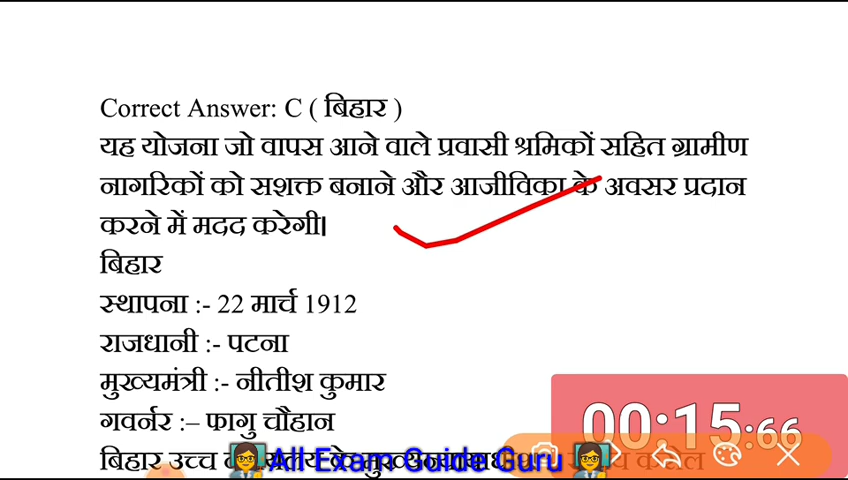 Correct Answer: C ( बिहार )
यह योजना जो वापस आने वाले प्रवासी श्रमिकों सहित ग्रामीण
नागरिकों को सशक्त बनाने और आजीविका के अवसर प्रदान
करने में मदद करेगी।
बिहार
स्थापना :- 22 मार्च 1912
राजधानी :- पटना
मुख्यमंत्री :- नीतीश कुमार
गवर्नर :– फागु चौहान
00:15.66
बिहार उच्च
All Exam Guide Guru